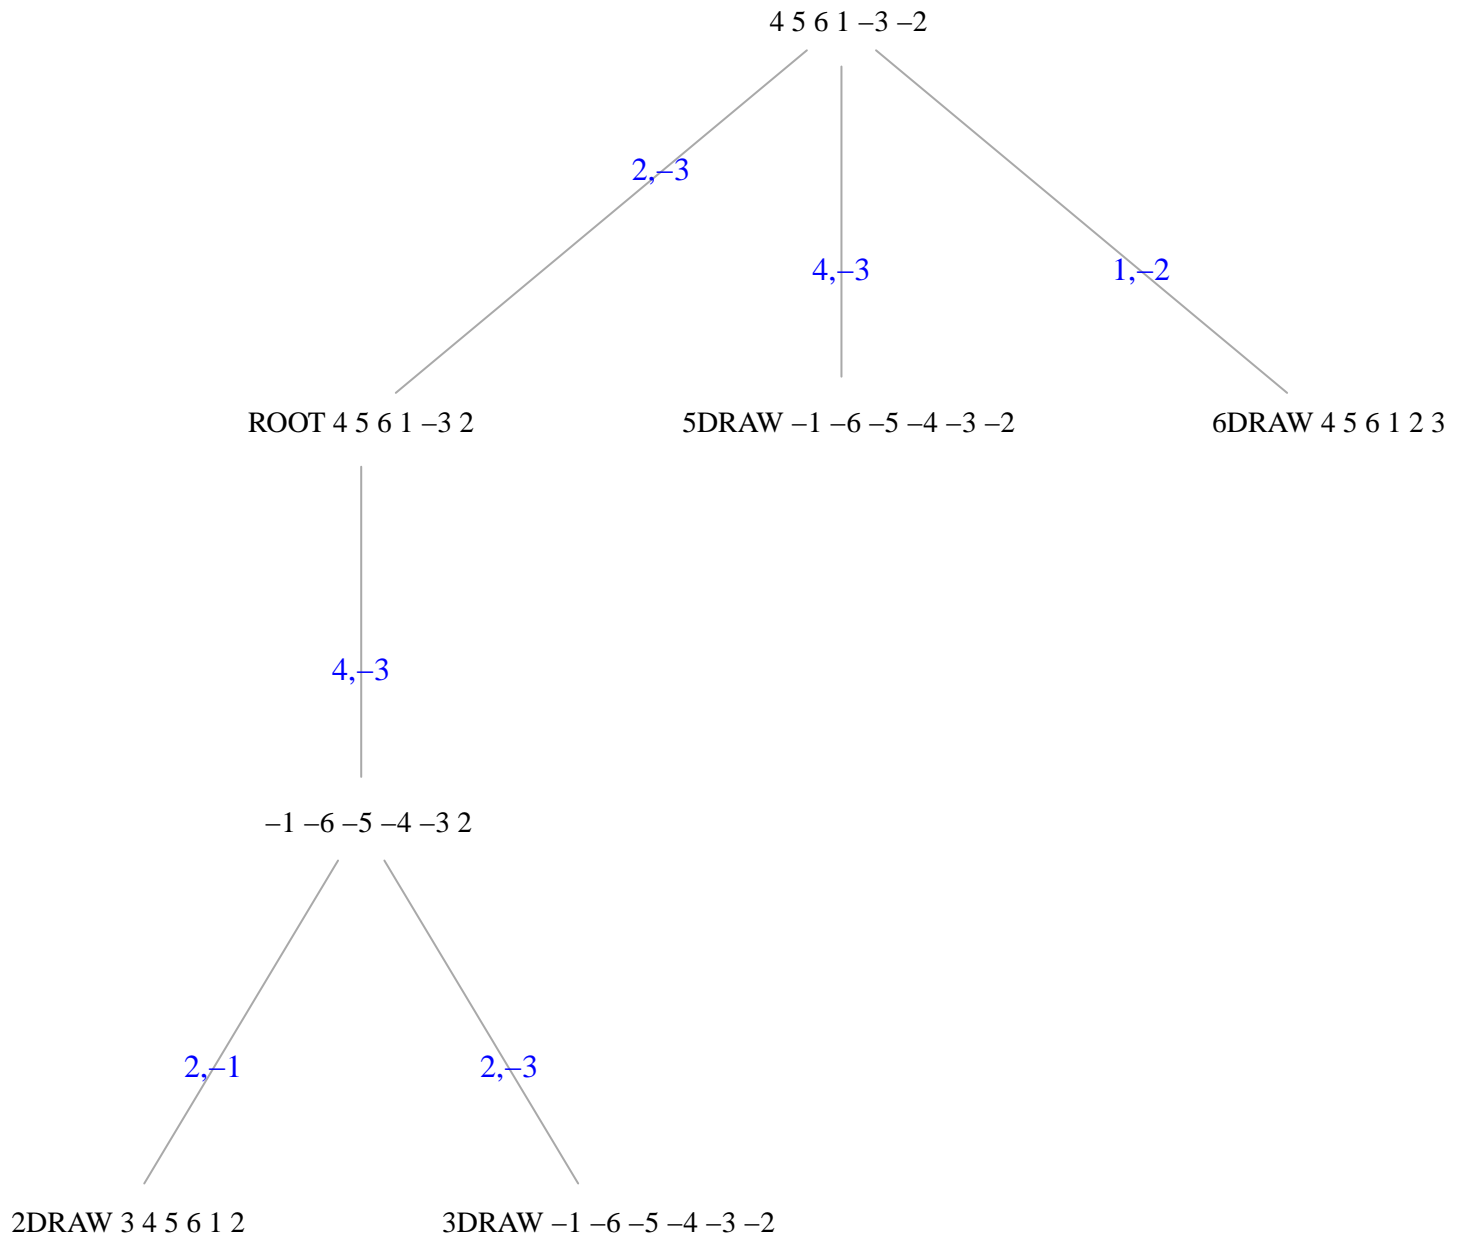 4 5 6 1 –3 –2
2,–3
4,–3
1,–2
ROOT 4 5 6 1 –3 2
5DRAW –1 –6 –5 –4 –3 –2
6DRAW 4 5 6 1 2 3
4,–3
–1 –6 –5 –4 –3 2
2,–1
2,–3
2DRAW 3 4 5 6 1 2
3DRAW –1 –6 –5 –4 –3 –2